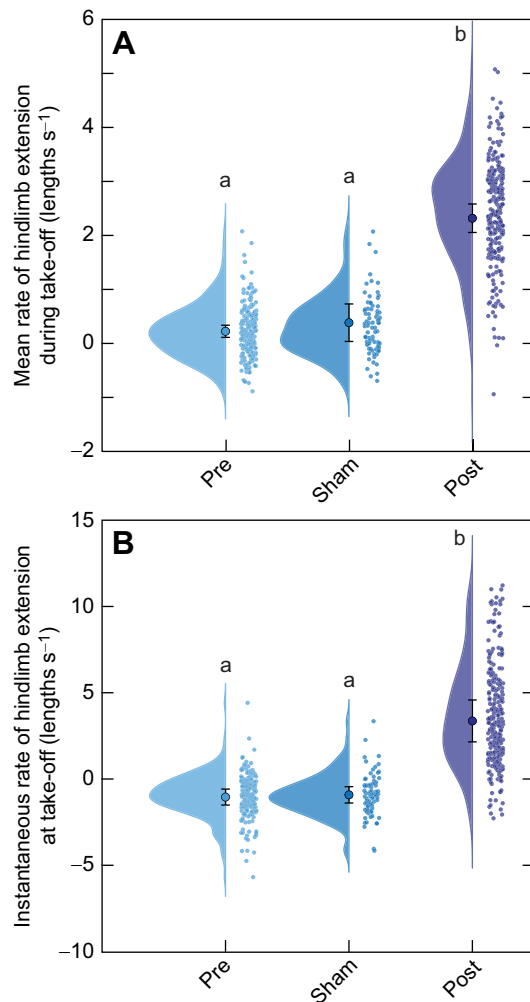 A
Mean rate of hindlimb extension
during take-off (lengths s⁻¹)
6
4
2
0
–2
a
a
b
Pre
Sham
Post
B
Instantaneous rate of hindlimb extension
at take-off (lengths s⁻¹)
15
10
5
0
–5
–10
a
a
b
Pre
Sham
Post